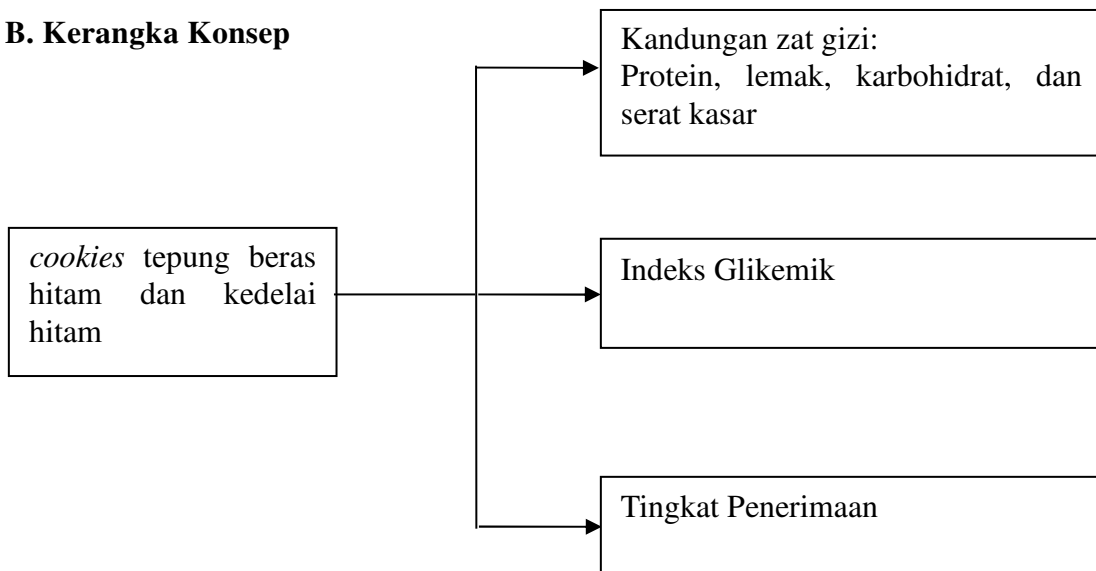 B. Kerangka Konsep
Kandungan zat gizi:
Protein, lemak, karbohidrat, dan
serat kasar
cookies tepung beras
hitam dan kedelai
hitam
Indeks Glikemik
Tingkat Penerimaan